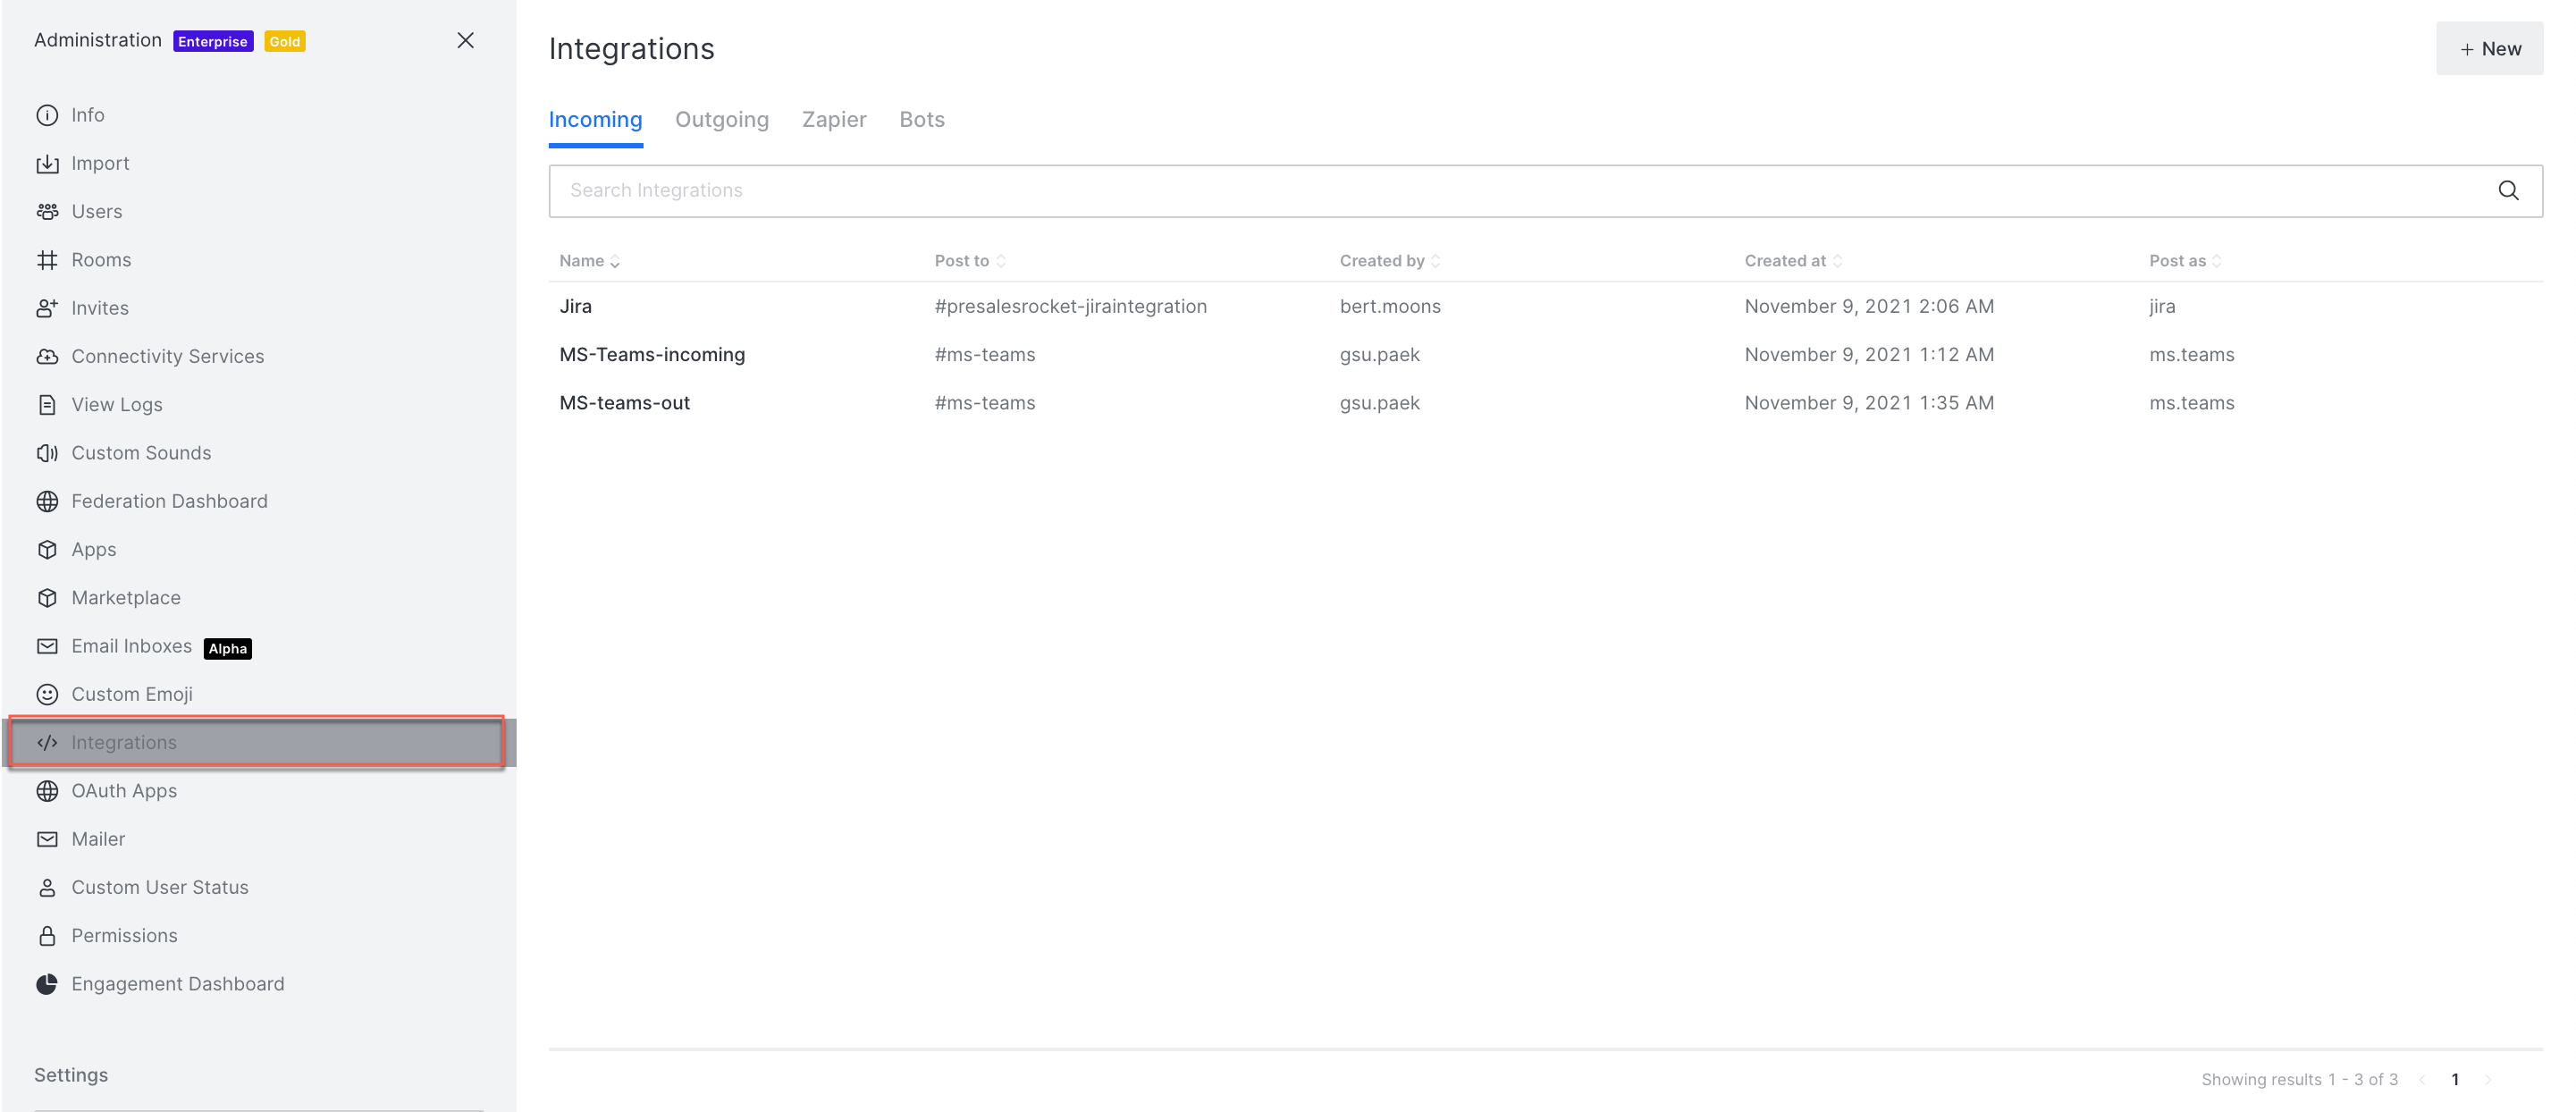 Administration Enterprise Gold
Info
Import
Users
Rooms
Invites
Connectivity Services
View Logs
Custom Sounds
Federation Dashboard
Apps
Marketplace
Email Inboxes Alpha
Custom Emoji
Integrations
OAuth Apps
Mailer
Custom User Status
Permissions
Engagement Dashboard
Settings
Integrations
+ New
Incoming Outgoing Zapier Bots
Search Integrations
Name Post to Created by Created at Post as
Jira #presalesrocket-jiraintegration bert.moons November 9, 2021 2:06 AM jira
MS-Teams-incoming #ms-teams gsu.paek November 9, 2021 1:12 AM ms.teams
MS-teams-out #ms-teams gsu.paek November 9, 2021 1:35 AM ms.teams
Showing results 1 - 3 of 3 1